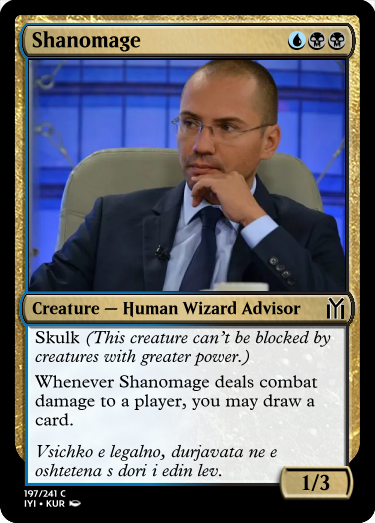 Shanomage
Creature — Human Wizard Advisor
Skulk (This creature can't be blocked by
creatures with greater power.)
Whenever Shanomage deals combat
damage to a player, you may draw a
card.
Vsichko e legalno, durjavata ne e
oshtetena s dori i edin lev.
1/3
197/241 C
IYI • KUR